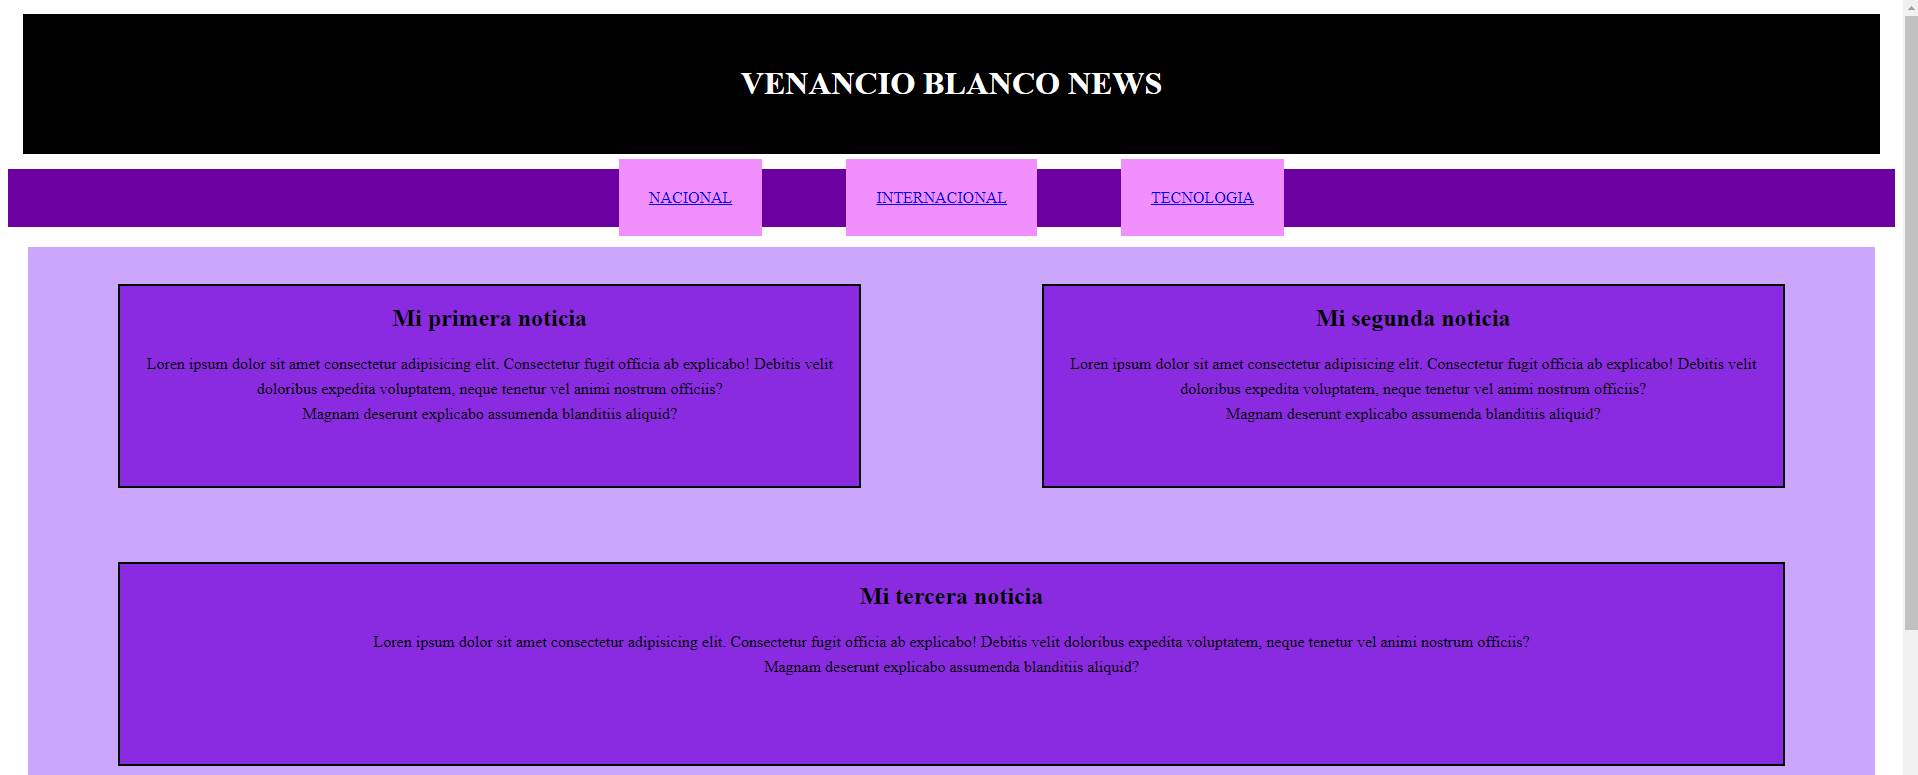 VENANCIO BLANCO NEWS
NACIONAL
INTERNACIONAL
TECNOLOGIA
Mi primera noticia
Loren ipsum dolor sit amet consectetur adipisicing elit. Consectetur fugit officia ab explicabo! Debitis velit
doloribus expedita voluptatem, neque tenetur vel animi nostrum officiis?
Magnam deserunt explicabo assumenda blanditiis aliquid?
Mi segunda noticia
Loren ipsum dolor sit amet consectetur adipisicing elit. Consectetur fugit officia ab explicabo! Debitis velit
doloribus expedita voluptatem, neque tenetur vel animi nostrum officiis?
Magnam deserunt explicabo assumenda blanditiis aliquid?
Mi tercera noticia
Loren ipsum dolor sit amet consectetur adipisicing elit. Consectetur fugit officia ab explicabo! Debitis velit doloribus expedita voluptatem, neque tenetur vel animi nostrum officiis?
Magnam deserunt explicabo assumenda blanditiis aliquid?